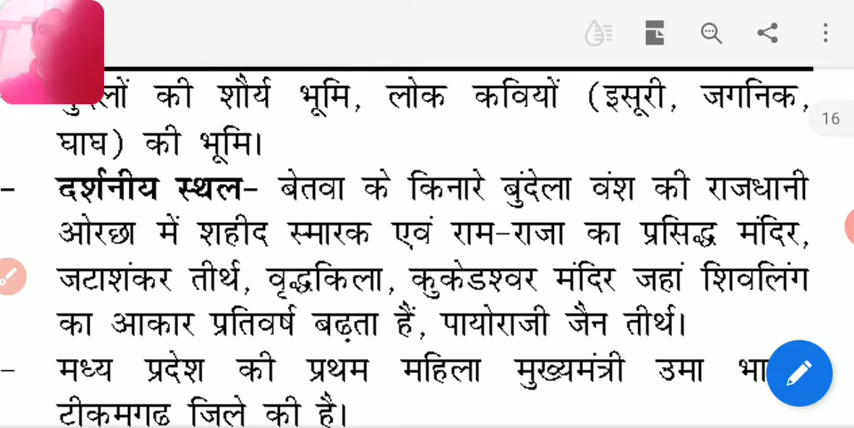 की शौर्य भूमि, लोक कवियों (इसूरी, जगनिक,
16
घाघ) की भूमि।
– दर्शनीय स्थल– बेतवा के किनारे बुंदेला वंश की राजधानी
ओरछा में शहीद स्मारक एवं राम-राजा का प्रसिद्ध मंदिर,
जटाशंकर तीर्थ, वृद्धकिला, कुकेडश्वर मंदिर जहां शिवलिंग
का आकार प्रतिवर्ष बढता हैं, पायोराजी जैन तीर्थ।
– मध्य प्रदेश की प्रथम महिला मुख्यमंत्री उमा
टीकमगढ जिले की है।